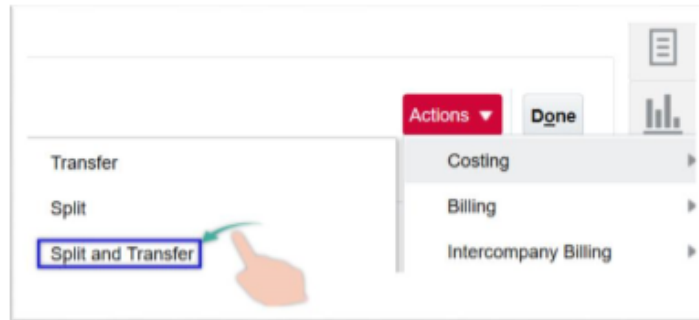 Actions
Done
Transfer
Costing
Split
Billing
Split and Transfer
Intercompany Billing